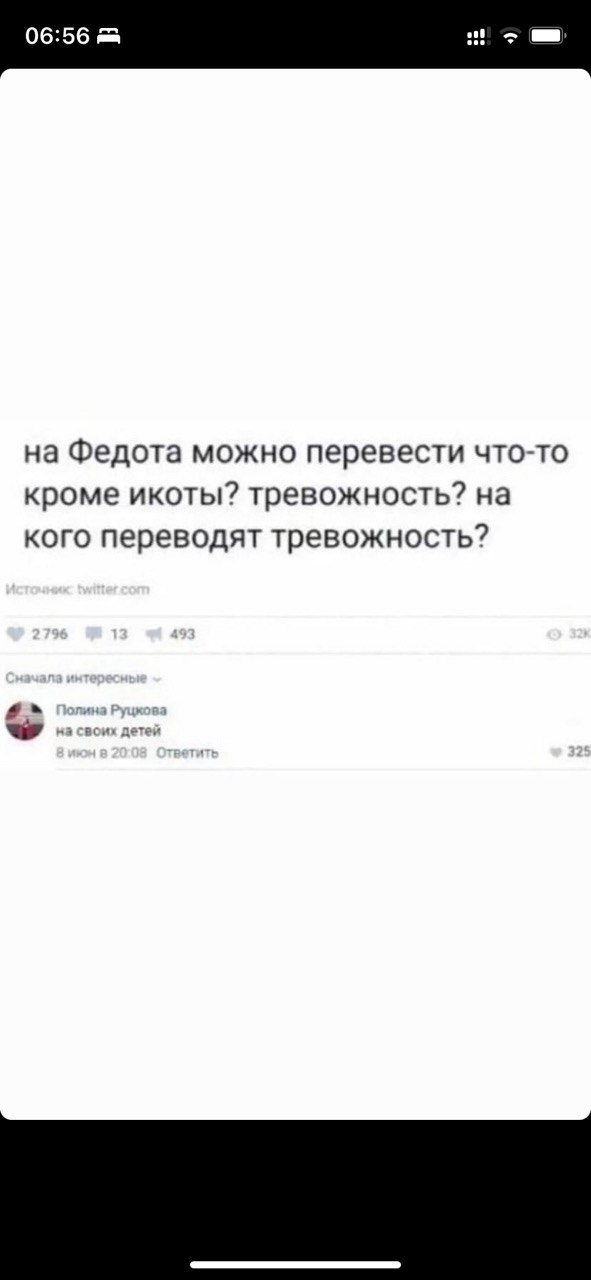 06:56
на Федота можно перевести что-то
кроме икоты? тревожность? на
кого переводят тревожность?
Источник: twitter.com
2796 13 493 32K
Сначала интересные
Полина Руцкова
на своих детей
8 июн в 20:08 Ответить 325